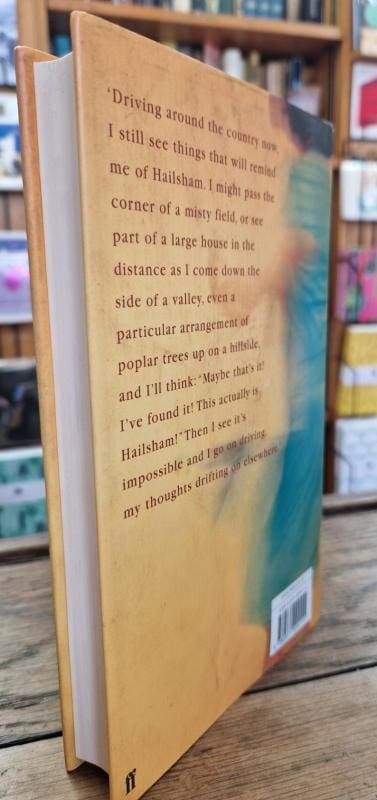 'Driving around the country now,
I still see things that will remind
me of Hailsham. I might pass the
corner of a misty field, or see
part of a large house in the
distance as I come down the
side of a valley, even a
particular arrangement of
poplar trees up on a hillside,
and I'll think: "Maybe that's it!
I've found it! This actually is
Hailsham!" Then I see it's
impossible and I go on driving,
my thoughts drifting on elsewhere.
ff